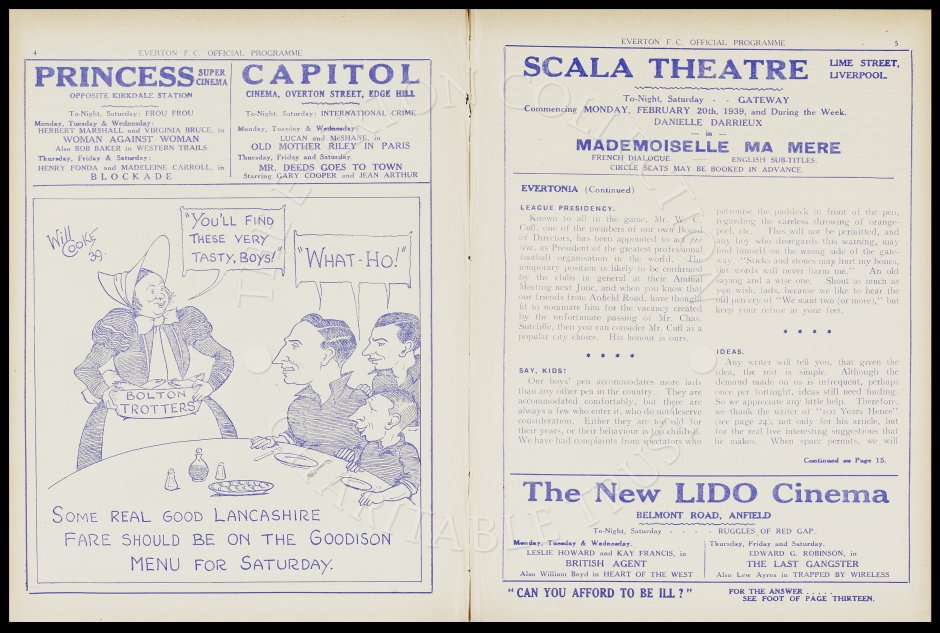 4
EVERTON F.C. OFFICIAL PROGRAMME
PRINCESS SUPER CINEMA
OPPOSITE KIRKDALE STATION
To-Night, Saturday: FROU FROU
Monday, Tuesday & Wednesday:
HERBERT MARSHALL and VIRGINIA BRUCE, in
WOMAN AGAINST WOMAN
Also BOB BAKER in WESTERN TRAILS
Thursday, Friday & Saturday:
HENRY FONDA and MADELEINE CARROLL, in
BLOCKADE
CAPITOL
CINEMA, OVERTON STREET, EDGE HILL
To-Night, Saturday: INTERNATIONAL CRIME
Monday, Tuesday & Wednesday:
LUCAN and McSHANE, in
OLD MOTHER RILEY IN PARIS
Thursday, Friday and Saturday.
MR. DEEDS GOES TO TOWN
Starring GARY COOPER and JEAN ARTHUR
Will Cooke 39.
"YOU'LL FIND
THESE VERY
TASTY, BOYS!"
"WHAT-HO!"
BOLTON
TROTTERS
SOME REAL GOOD LANCASHIRE
FARE SHOULD BE ON THE GOODISON
MENU FOR SATURDAY.
EVERTON F.C. OFFICIAL PROGRAMME
5
SCALA THEATRE LIME STREET,
LIVERPOOL
To-Night, Saturday - - GATEWAY
Commencing MONDAY, FEBRUARY 20th, 1939, and During the Week.
DANIELLE DARRIEUX
— in —
MADEMOISELLE MA MERE
FRENCH DIALOGUE — ENGLISH SUB-TITLES.
CIRCLE SEATS MAY BE BOOKED IN ADVANCE.
EVERTONIA (Continued)
LEAGUE PRESIDENCY.
Known to all in the game, Mr. W. C.
Cuff, one of the members of our own Board
of Directors, has been appointed to act pro
tem, as President of the greatest professional
football organisation in the world. The
temporary position is likely to be confirmed
by the clubs in general at their Annual
Meeting next June, and when you know that
our friends from Anfield Road, have thought
fit to nominate him for the vacancy created
by the unfortunate passing of Mr. Chas.
Sutcliffe, then you can consider Mr. Cuff as a
popular city choice. His honour is ours.
* * * *
SAY, KIDS!
Our boys' pen accommodates more lads
than any other pen in the country. They are
accommodated comfortably, but there are
always a few who enter it, who do not deserve
consideration. Either they are too old for
their years, or their behaviour is too childish.
We have had complaints from spectators who
patronise the paddock in front of the pen,
regarding the careless throwing of orange-
peel, etc. This will not be permitted, and
any boy who disregards this warning, may
find himself on the wrong side of the gate-
way. "Sticks and stones may hurt my bones,
but words will never harm me." An old
saying and a wise one. Shout as much as
you wish, lads, because we like to hear the
old pen cry of "We want two (or more)," but
keep your refuse at your feet.
* * * *
IDEAS.
Any writer will tell you, that given the
idea, the rest is simple. Although the
demand made on us is infrequent, perhaps
once per fortnight, ideas still need finding.
So we appreciate any little help. Therefore,
we thank the writer of "100 Years Hence"
(see page 24), not only for his article, but
for the real live interesting suggestions that
he makes. When space permits, we will
Continued on Page 15.
The New LIDO Cinema
BELMONT ROAD, ANFIELD
To-Night, Saturday - - - - RUGGLES OF RED GAP.
Monday, Tuesday & Wednesday.
LESLIE HOWARD and KAY FRANCIS, in
BRITISH AGENT
Also William Boyd in HEART OF THE WEST
Thursday, Friday and Saturday.
EDWARD G. ROBINSON, in
THE LAST GANGSTER
Also Lew Ayres in TRAPPED BY WIRELESS
"CAN YOU AFFORD TO BE ILL?" FOR THE ANSWER . . . . .
SEE FOOT OF PAGE THIRTEEN.